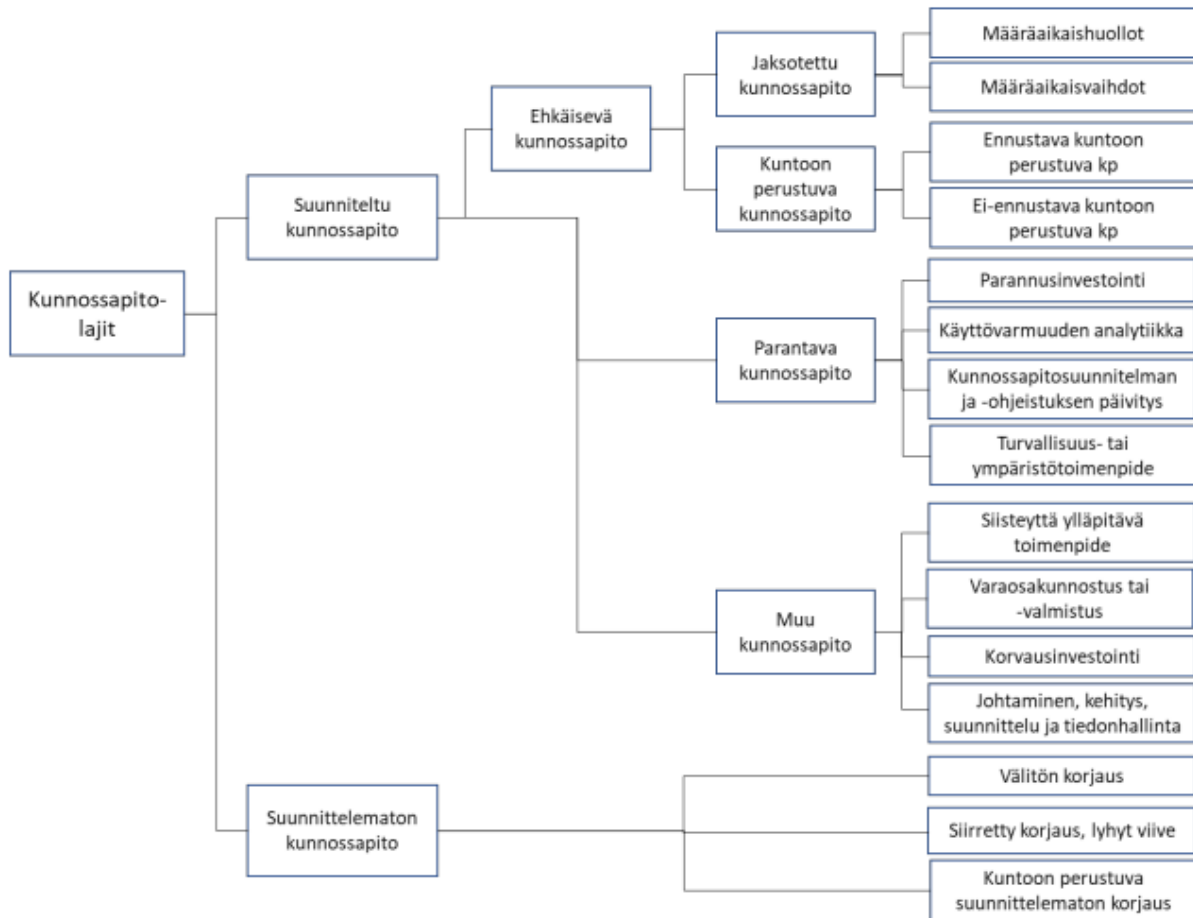 Kunnossapito-
lajit
Suunniteltu
kunnossapito
Ehkäisevä
kunnossapito
Jaksotettu
kunnossapito
Määräaikaishuollot
Määräaikaisvaihdot
Kuntoon
perustuva
kunnossapito
Ennustava kuntoon
perustuva kp
Ei-ennustava kuntoon
perustuva kp
Parantava
kunnossapito
Parannusinvestointi
Käyttövarmuuden analytiikka
Kunnossapitosuunnitelman
ja -ohjeistuksen päivitys
Turvallisuus- tai
ympäristötoimenpide
Muu
kunnossapito
Siisteyttä ylläpitävä
toimenpide
Varaosakunnostus tai
-valmistus
Korvausinvestointi
Johtaminen, kehitys,
suunnittelu ja tiedonhallinta
Suunnittelematon
kunnossapito
Välitön korjaus
Siirretty korjaus, lyhyt viive
Kuntoon perustuva
suunnittelematon korjaus